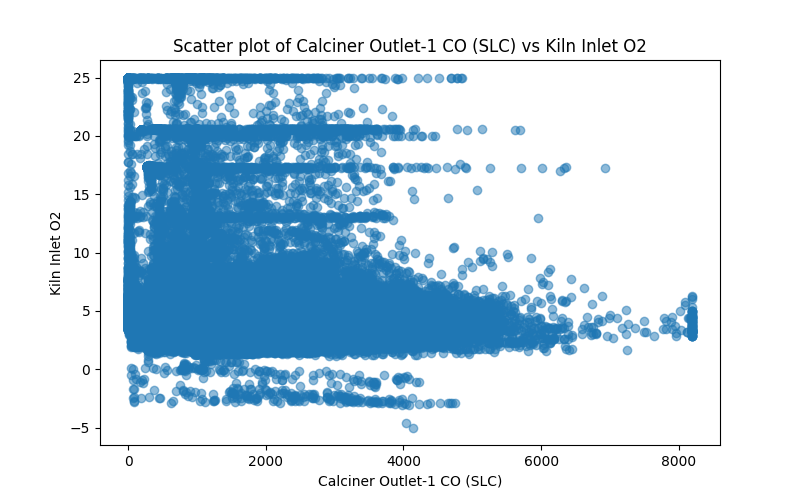 Scatter plot of Calciner Outlet-1 CO (SLC) vs Kiln Inlet O2
25
20
15
10
5
0
−5
Kiln Inlet O2
0 2000 4000 6000 8000
Calciner Outlet-1 CO (SLC)